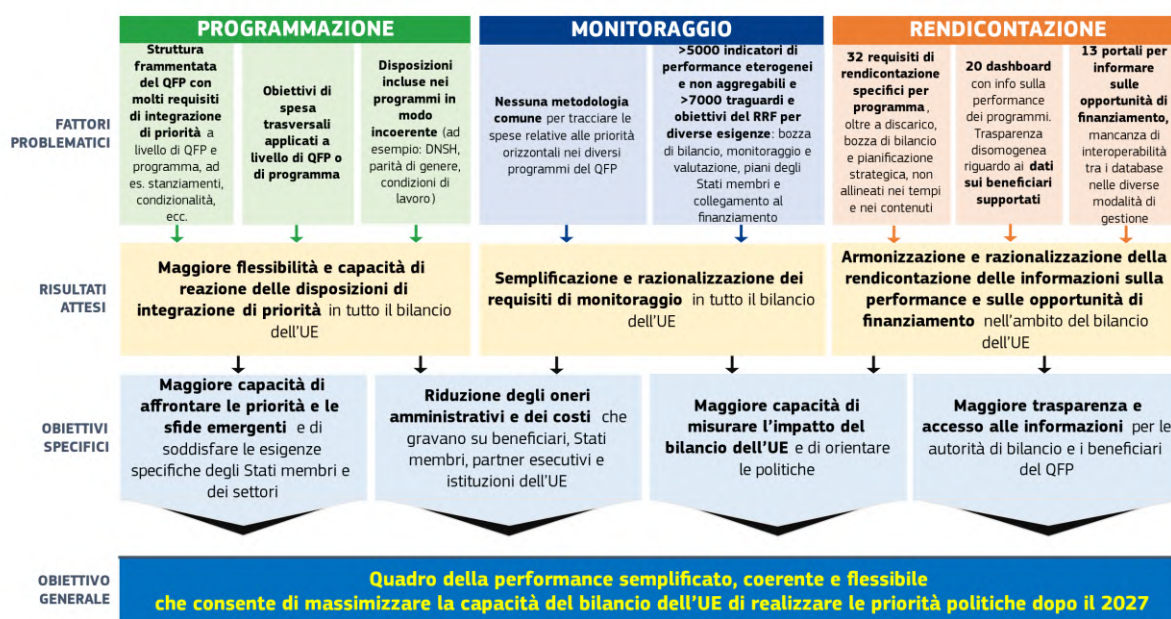 PROGRAMMAZIONE
MONITORAGGIO
RENDICONTAZIONE
FATTORI
PROBLEMATICI
Struttura
frammentata
del QFP con
molti requisiti
di integrazione
di priorità a
livello di QFP e
programma, ad
es. stanziamenti,
condizionalità,
ecc.
Obiettivi di
spesa
trasversali
applicati a
livello di QFP o
di programma
Disposizioni
incluse nei
programmi in
modo
incoerente (ad
esempio: DNSH,
parità di genere,
condizioni di
lavoro)
Nessuna metodologia
comune per tracciare le
spese relative alle priorità
orizzontali nei diversi
programmi del QFP
>5000 indicatori di
performance eterogenei
e non aggregabili e
>7000 traguardi e
obiettivi del RRF per
diverse esigenze: bozza
di bilancio, monitoraggio e
valutazione, piani degli
Stati membri e
collegamento al
finanziamento
32 requisiti di
rendicontazione
specifici per
programma, oltre a discarico,
bozza di bilancio
e pianificazione
strategica, non
allineati nei tempi
e nei contenuti
20 dashboard
con info sulla
performance
dei programmi.
Trasparenza
disomogenea
riguardo ai dati
sui beneficiari
supportati
13 portali per
informare
sulle
opportunità di
finanziamento,
mancanza di
interoperabilità
tra i database
nelle diverse
modalità di
gestione
RISULTATI
ATTESI
Maggiore flessibilità e capacità di
reazione delle disposizioni di
integrazione di priorità in tutto il bilancio
dell'UE
Semplificazione e razionalizzazione dei
requisiti di monitoraggio in tutto il bilancio
dell'UE
Armonizzazione e razionalizzazione della
rendicontazione delle informazioni sulla
performance e sulle opportunità di
finanziamento nell'ambito del bilancio
dell'UE
OBIETTIVI
SPECIFICI
Maggiore capacità di
affrontare le priorità e le
sfide emergenti e di
soddisfare le esigenze
specifiche degli Stati membri e
dei settori
Riduzione degli oneri
amministrativi e dei costi che
gravano su beneficiari, Stati
membri, partner esecutivi e
istituzioni dell'UE
Maggiore capacità di
misurare l'impatto del
bilancio dell'UE e di orientare
le politiche
Maggiore trasparenza e
accesso alle informazioni per le
autorità di bilancio e i beneficiari
del QFP
OBIETTIVO
GENERALE
Quadro della performance semplificato, coerente e flessibile
che consente di massimizzare la capacità del bilancio dell'UE di realizzare le priorità politiche dopo il 2027